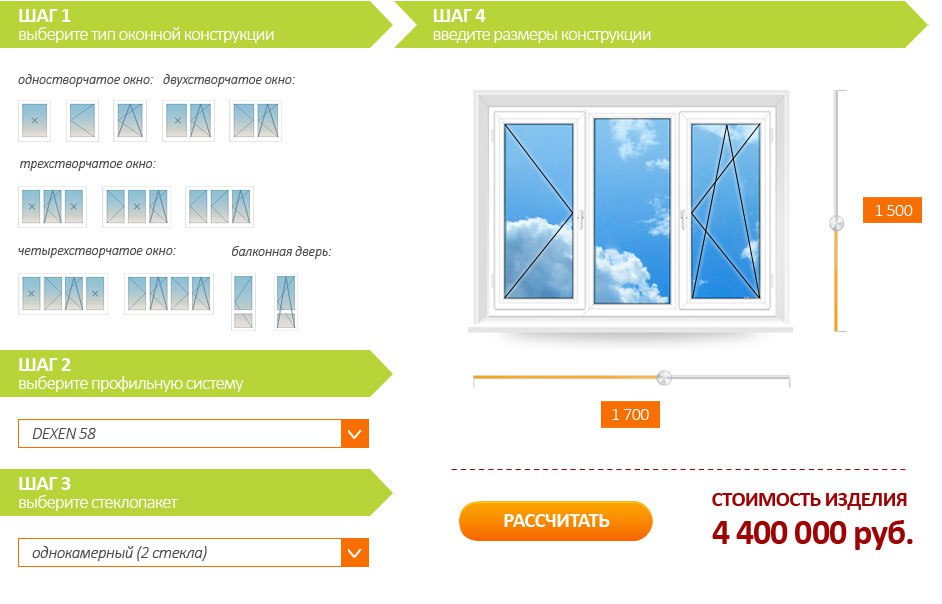 ШАГ 1
выберите тип оконной конструкции
одностворчатое окно: двухстворчатое окно:
трехстворчатое окно:
четырехстворчатое окно: балконная дверь:
ШАГ 2
выберите профильную систему
DEXEN 58
ШАГ 3
выберите стеклопакет
однокамерный (2 стекла)
ШАГ 4
введите размеры конструкции
1 500
1 700
РАССЧИТАТЬ
СТОИМОСТЬ ИЗДЕЛИЯ
4 400 000 руб.